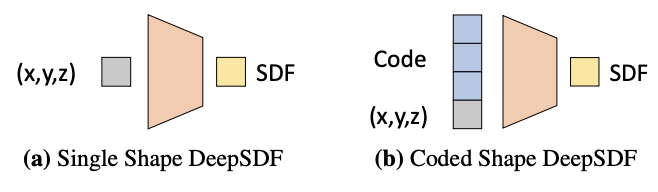 (x,y,z) SDF
Code
(x,y,z) SDF
(a) Single Shape DeepSDF
(b) Coded Shape DeepSDF